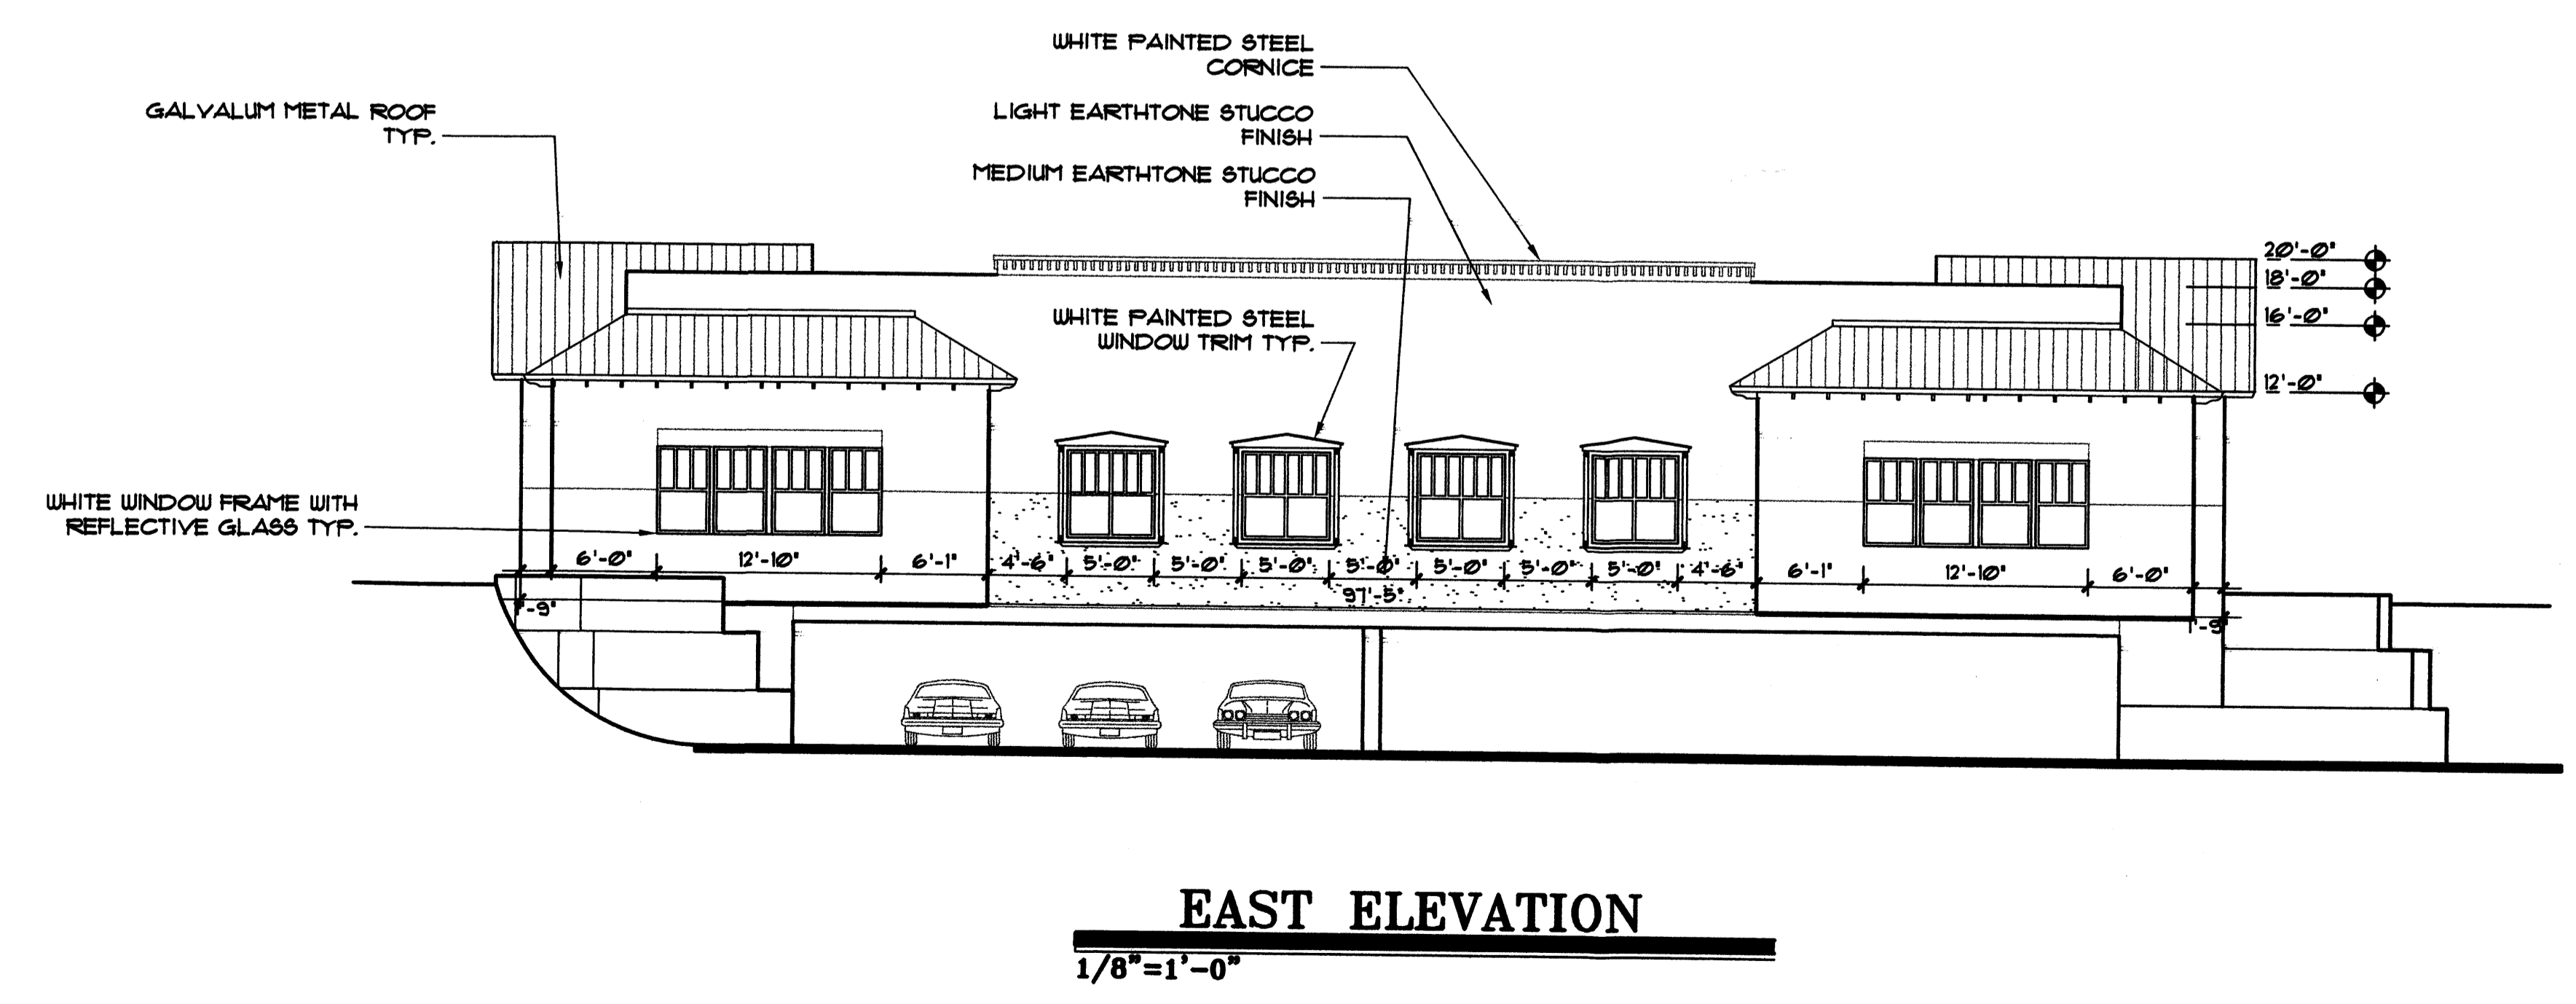 WHITE PAINTED STEEL
CORNICE
GALVALUM METAL ROOF
TYP.
LIGHT EARTHTONE STUCCO
FINISH
MEDIUM EARTHTONE STUCCO
FINISH
20'-0"
18'-0"
16'-0"
WHITE PAINTED STEEL
WINDOW TRIM TYP.
12'-0"
WHITE WINDOW FRAME WITH
REFLECTIVE GLASS TYP.
6'-0" 12'-10" 6'-1" 4'-6" 5'-0" 5'-0" 5'-0" 5'-0" 5'-0" 5'-0" 5'-0" 4'-6" 6'-1" 12'-10" 6'-0"
1'-9" 97'-5" 1'-9"
EAST ELEVATION
1/8"=1'-0"